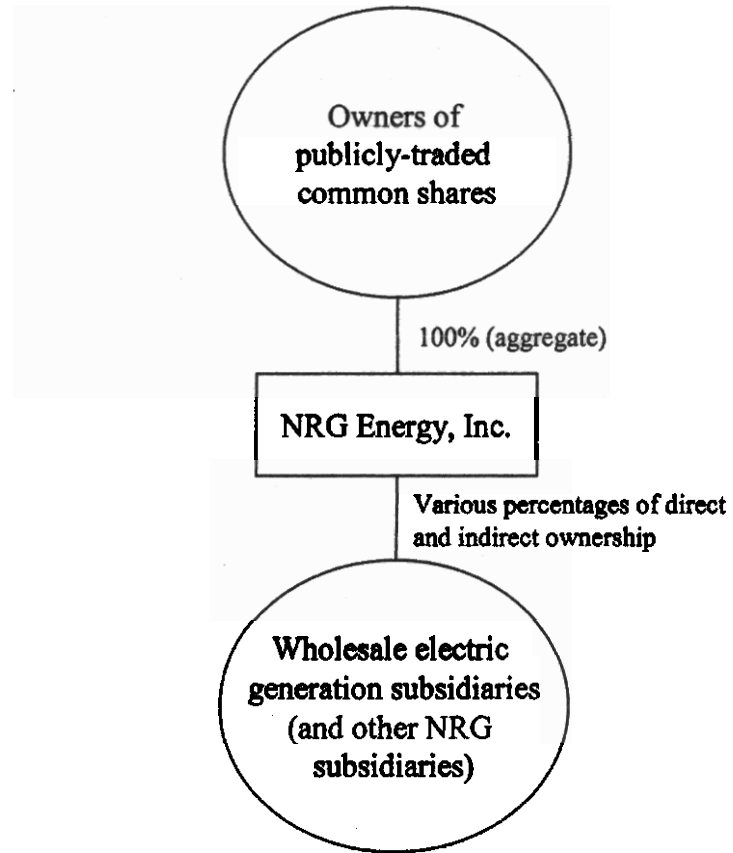 Owners of
publicly-traded
common shares
100% (aggregate)
NRG Energy, Inc.
Various percentages of direct
and indirect ownership
Wholesale electric
generation subsidiaries
(and other NRG
subsidiaries)